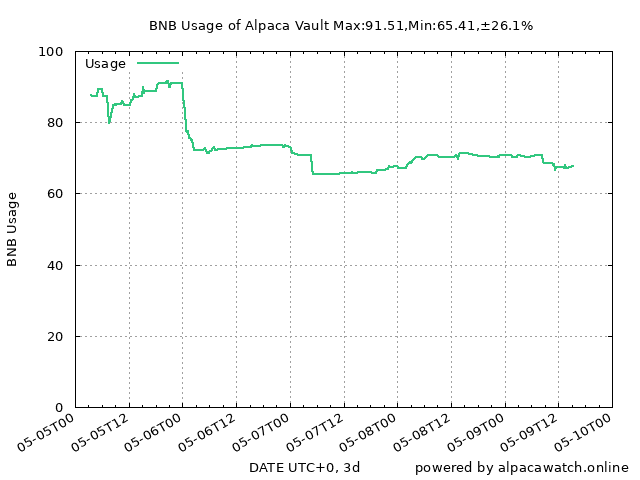 BNB Usage of Alpaca Vault Max:91.51,Min:65.41,±26.1%
Usage
100
80
60
40
20
0
BNB Usage
05-05T00
05-05T12
05-06T00
05-06T12
05-07T00
05-07T12
05-08T00
05-08T12
05-09T00
05-09T12
05-10T00
DATE UTC+0, 3d
powered by alpacawatch.online